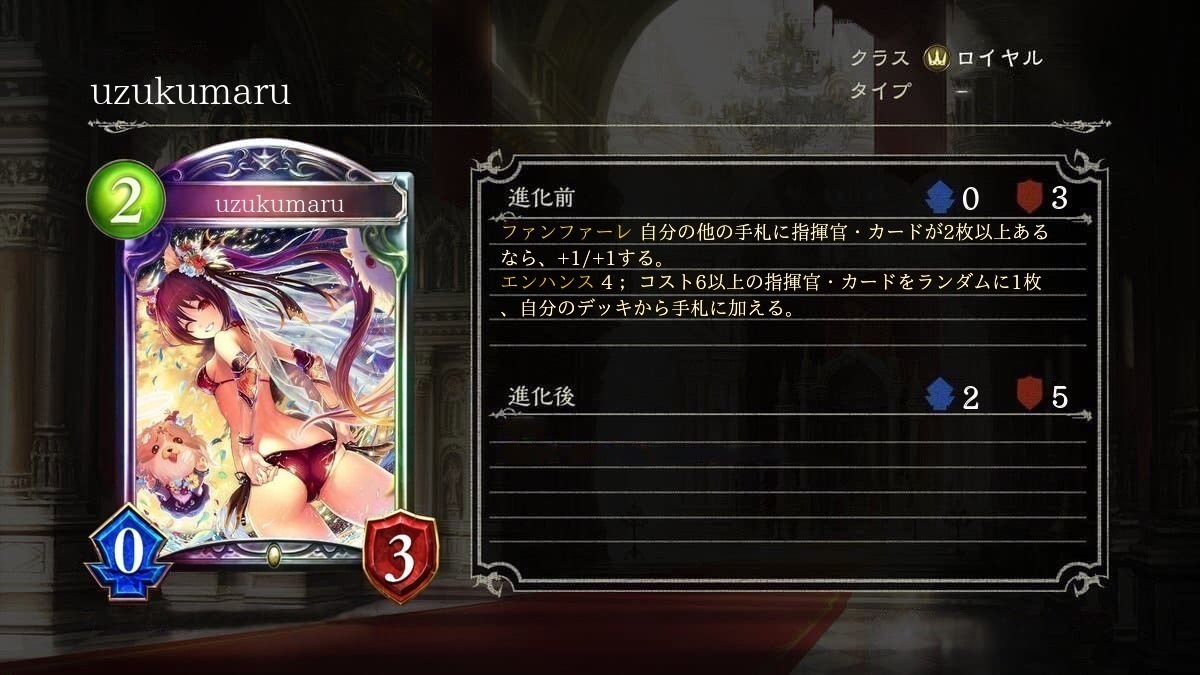 uzukumaru
クラス ロイヤル
タイプ –
2
uzukumaru
0
3
進化前 0 3
ファンファーレ 自分の他の手札に指揮官・カードが2枚以上ある
なら、+1/+1する。
エンハンス 4 ; コスト6以上の指揮官・カードをランダムに1枚
、自分のデッキから手札に加える。
進化後 2 5